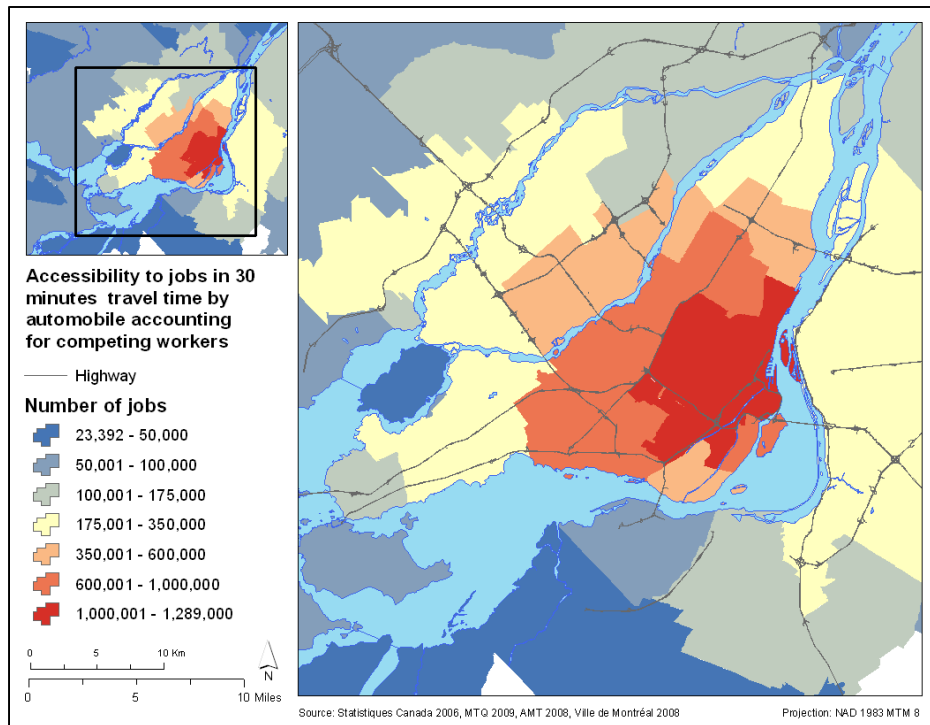 Accessibility to jobs in 30
minutes travel time by
automobile accounting
for competing workers
Highway
Number of jobs
23,392 - 50,000
50,001 - 100,000
100,001 - 175,000
175,001 - 350,000
350,001 - 600,000
600,001 - 1,000,000
1,000,001 - 1,289,000
0 5 10 Km
N
0 5 10 Miles
Source: Statistiques Canada 2006, MTQ 2009, AMT 2008, Ville de Montréal 2008
Projection: NAD 1983 MTM 8